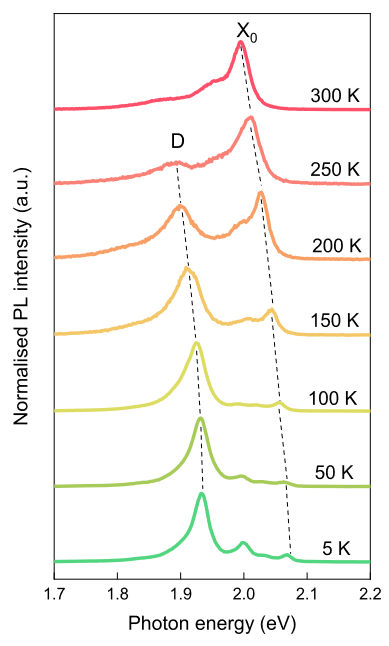 X0
300 K
D
250 K
200 K
150 K
100 K
50 K
5 K
Normalised PL intensity (a.u.)
1.7 1.8 1.9 2.0 2.1 2.2
Photon energy (eV)